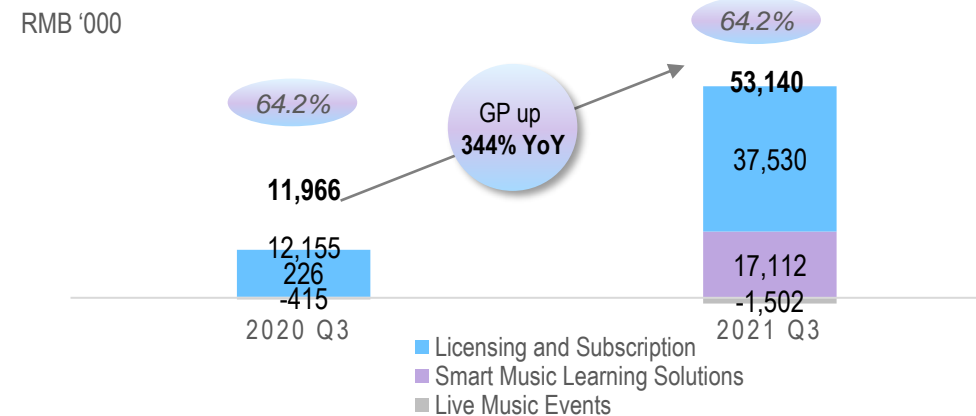 RMB ‘000
64.2%
64.2%
GP up
344% YoY
53,140
37,530
11,966
12,155
226
-415
17,112
-1,502
2020 Q3
2021 Q3
Licensing and Subscription
Smart Music Learning Solutions
Live Music Events